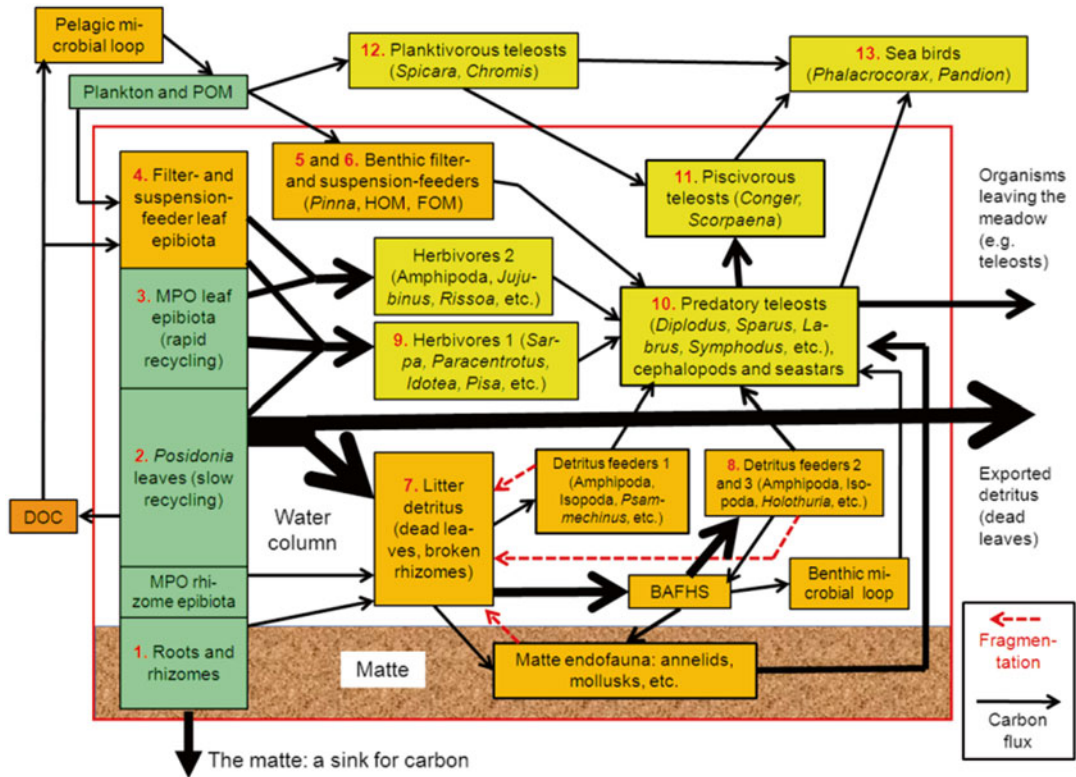 Pelagic mi-
crobial loop
12. Planktivorous teleosts
(Spicara, Chromis)
13. Sea birds
(Phalacrocorax, Pandion)
Plankton and POM
4. Filter- and
suspension-
feeder leaf
epibiota
5 and 6. Benthic filter-
and suspension-feeders
(Pinna, HOM, FOM)
11. Piscivorous
teleosts (Conger,
Scorpaena)
Organisms
leaving the
meadow
(e.g.
teleosts)
Herbivores 2
(Amphipoda, Juju-
binus, Rissoa, etc.)
3. MPO leaf
epibiota
(rapid
recycling)
9. Herbivores 1 (Sar-
pa, Paracentrotus,
Idotea, Pisa, etc.)
10. Predatory teleosts
(Diplodus, Sparus, La-
brus, Symphodus, etc.),
cephalopods and seastars
2. Posidonia
leaves (slow
recycling)
DOC
Water
column
7. Litter
detritus
(dead lea-
ves, broken
rhizomes)
Detritus feeders 1
(Amphipoda,
Isopoda, Psam-
mechinus, etc.)
8. Detritus feeders 2
and 3 (Amphipoda, Iso-
poda, Holothuria, etc.)
Exported
detritus
(dead
leaves)
MPO rhi-
zome epibiota
BAFHS
Benthic mi-
crobial loop
1. Roots and
rhizomes
Matte
Matte endofauna: annelids,
mollusks, etc.
Fragmen-
tation
Carbon
flux
The matte: a sink for carbon